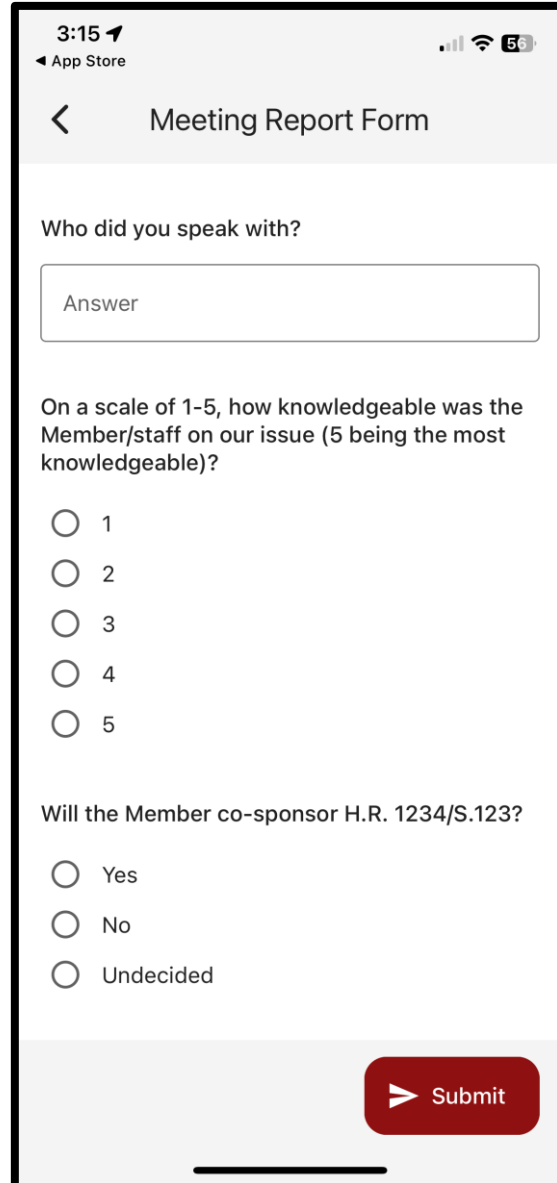 3:15
◀ App Store
56
Meeting Report Form
Who did you speak with?
Answer
On a scale of 1-5, how knowledgeable was the
Member/staff on our issue (5 being the most
knowledgeable)?
1
2
3
4
5
Will the Member co-sponsor H.R. 1234/S.123?
Yes
No
Undecided
Submit